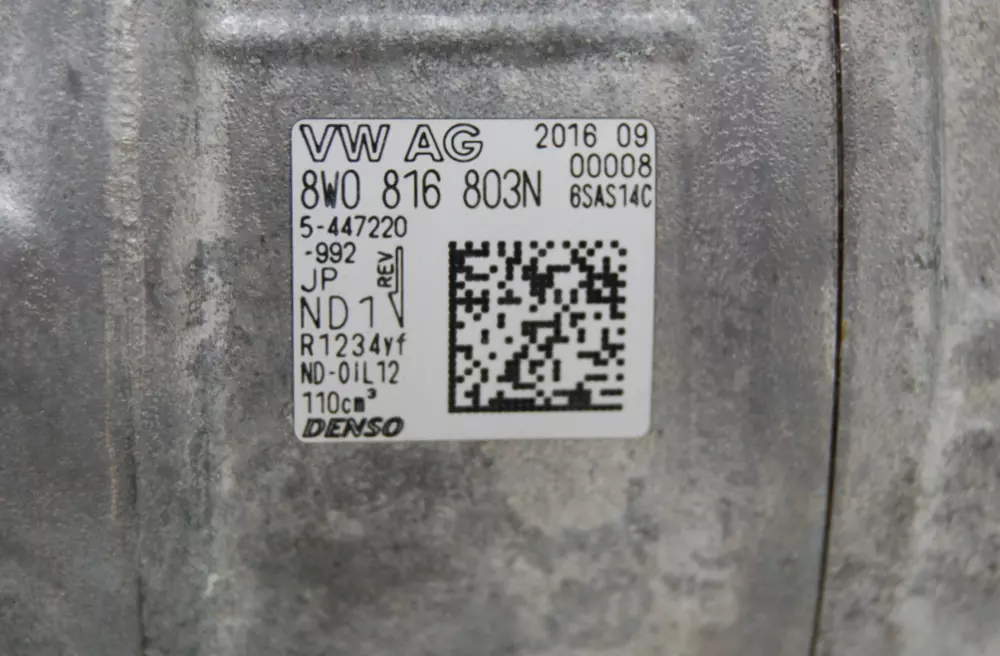 VW AG 2016 09
00008
8W0 816 803N 6SAS14C
5-447220
-992
JP REV
ND1
R1234yf
ND-OIL12
110cm³
DENSO